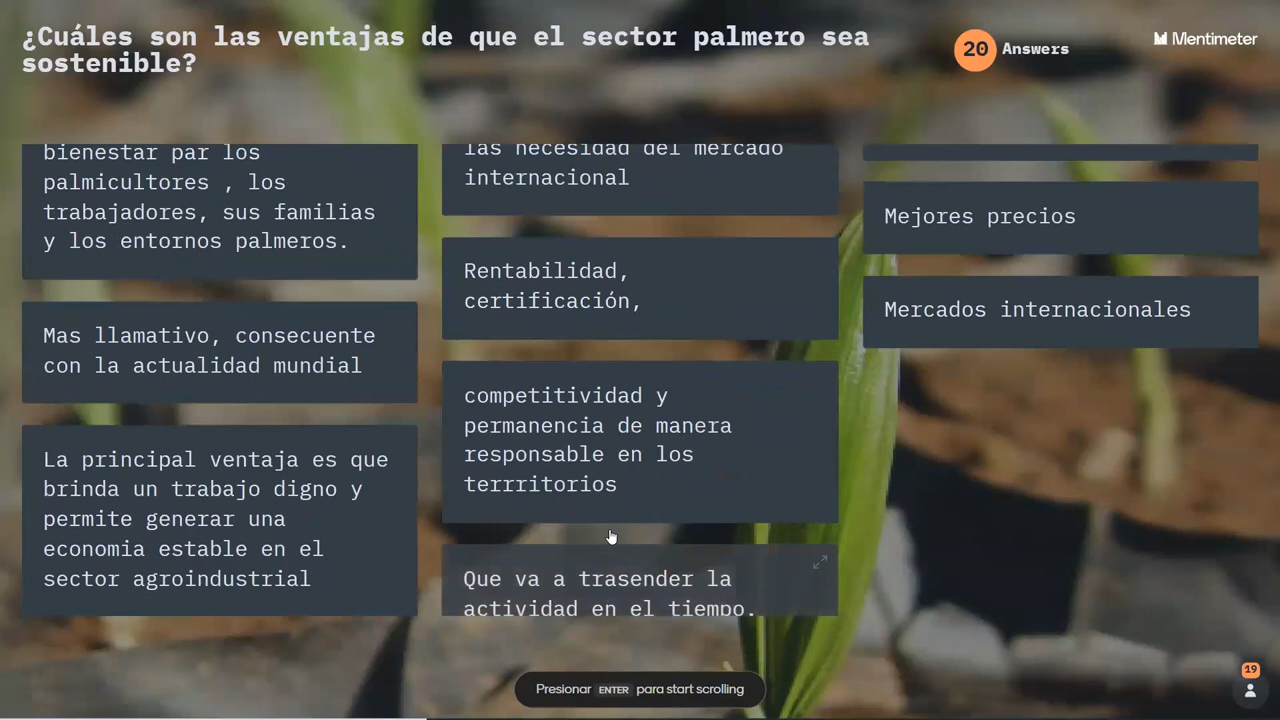 ¿Cuáles son las ventajas de que el sector palmero sea
sostenible?
20 Answers
Mentimeter
bienestar par los
palmicultores , los
trabajadores, sus familias
y los entornos palmeros.
Mas llamativo, consecuente
con la actualidad mundial
La principal ventaja es que
brinda un trabajo digno y
permite generar una
economia estable en el
sector agroindustrial
las necesidad del mercado
internacional
Rentabilidad,
certificación,
competitividad y
permanencia de manera
responsable en los
terrritorios
Que va a trasender la
actividad en el tiempo.
Mejores precios
Mercados internacionales
Presionar ENTER para start scrolling
19